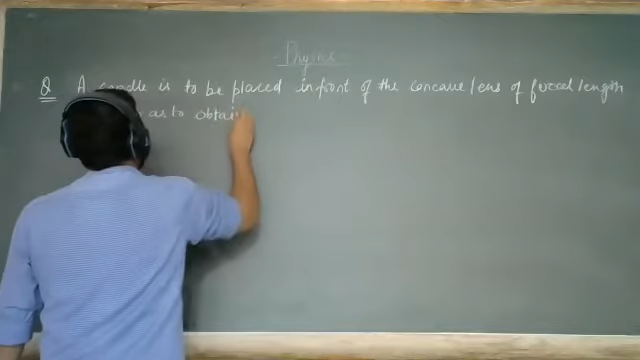 Physics
Q A candle is to be placed infront of the concave lens of focal length
as to obtai